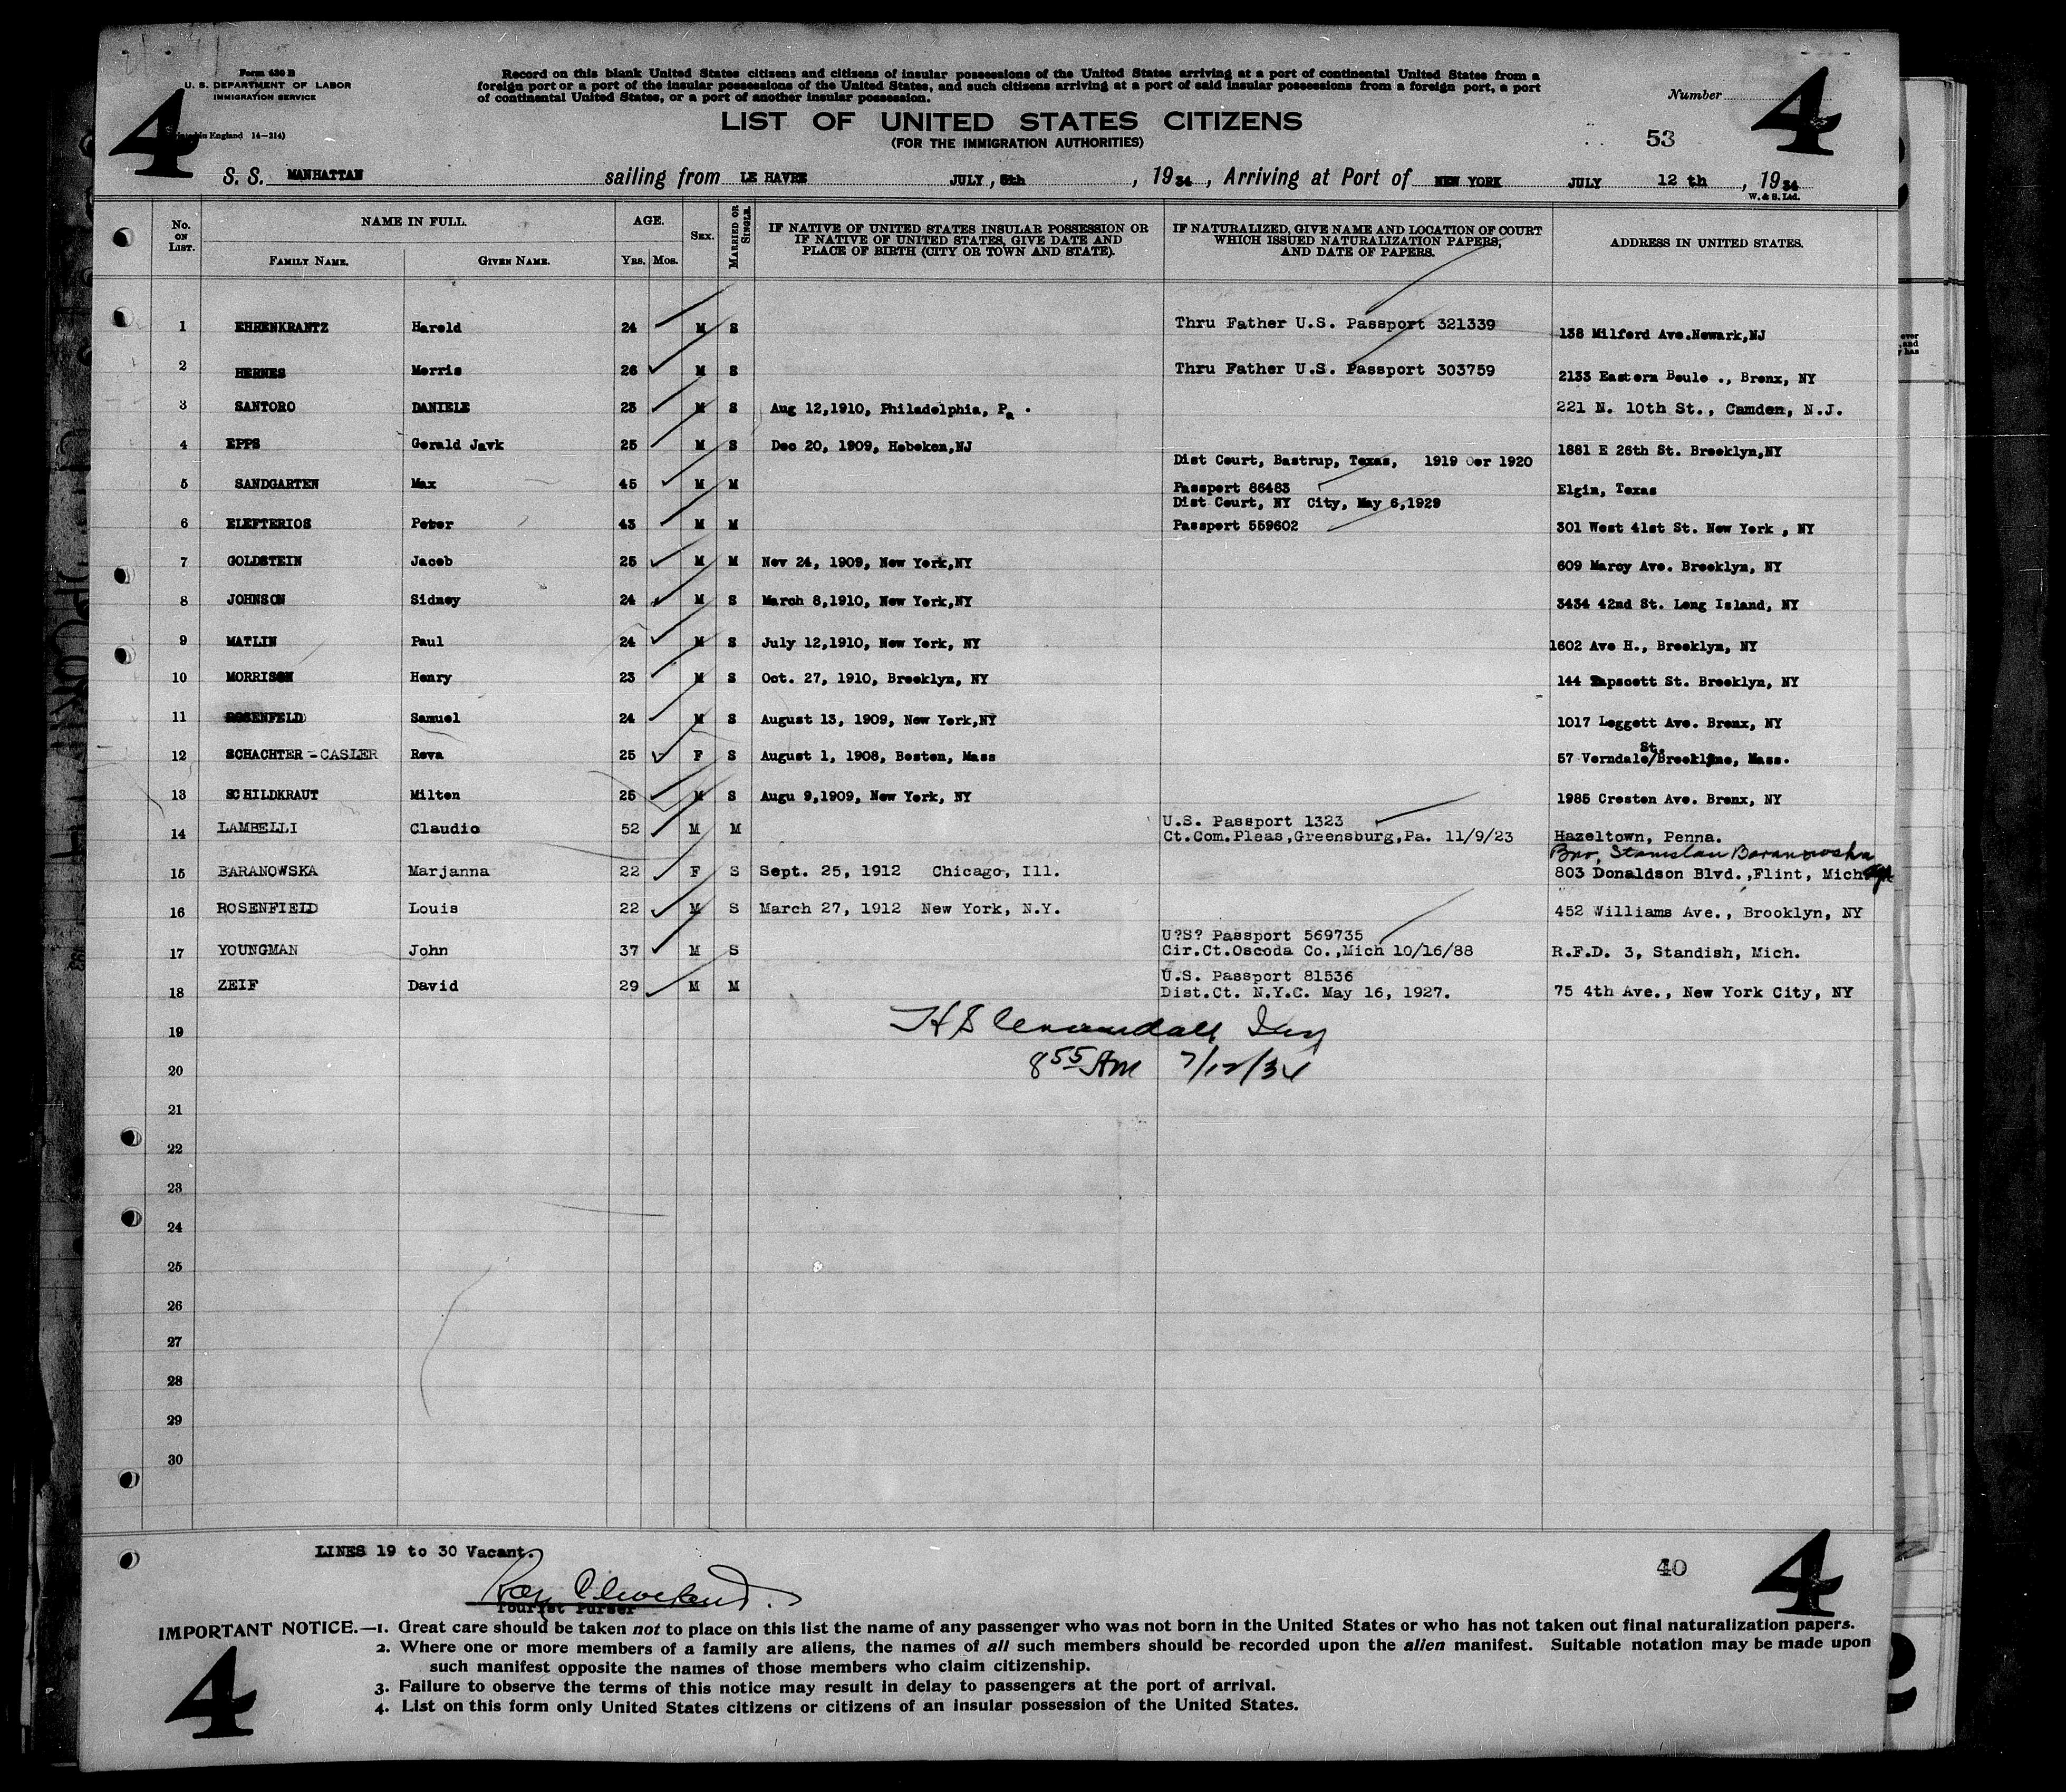 Form 630 B
U. S. DEPARTMENT OF LABOR
IMMIGRATION SERVICE
in England 14—214)
Record on this blank United States citizens and citizens of insular possessions of the United States arriving at a port of continental United States from a
foreign port or a port of the insular possessions of the United States, and such citizens arriving at a port of said insular possessions from a foreign port, a port
of continental United States, or a port of another insular possession.
Number
4
4
LIST OF UNITED STATES CITIZENS
(FOR THE IMMIGRATION AUTHORITIES)
53
S. S. MANHATTAN sailing from LE HAVRE JULY, 5th, 1934, Arriving at Port of NEW YORK JULY 12 th, 1934
W. & S. Ltd.
No. ON LIST. NAME IN FULL. FAMILY NAME. GIVEN NAME. AGE. YRS. MOS. SEX. MARRIED OR SINGLE. IF NATIVE OF UNITED STATES INSULAR POSSESSION OR IF NATIVE OF UNITED STATES, GIVE DATE AND PLACE OF BIRTH (CITY OR TOWN AND STATE). IF NATURALIZED, GIVE NAME AND LOCATION OF COURT WHICH ISSUED NATURALIZATION PAPERS, AND DATE OF PAPERS. ADDRESS IN UNITED STATES.
1 EHRENKRANTZ Harold 24 M S Thru Father U.S. Passport 321339 138 Milford Ave.Newark,NJ
2 HERNES Morris 26 M S Thru Father U.S. Passport 303759 2133 Eastern Boule ., Bronx, NY
3 SANTORO DANIELE 23 M S Aug 12,1910, Philadelphia, Pa . 221 N. 10th St., Camden, N.J.
4 EPPS Gerald Javk 25 M S Dec 20, 1909, Hoboken,NJ 1881 E 26th St. Brooklyn,NY
Dist Court, Bastrup, Texas, 1919 Oor 1920
5 SANDGARTEN Max 45 M M Passport 86483 Elgin, Texas
Dist Court, NY City, May 6,1929
6 ELEFTERIOS Peter 43 M M Passport 559602 301 West 41st St. New York , NY
7 GOLDSTEIN Jacob 25 M M Nov 24, 1909, New York,NY 609 Marcy Ave. Brooklyn, NY
8 JOHNSON Sidney 24 M S March 8,1910, New York,NY 3434 42nd St. Long Island, NY
9 MATLIN Paul 24 M S July 12,1910, New York, NY 1602 Ave H., Brooklyn, NY
10 MORRISON Henry 23 M S Oct. 27, 1910, Brooklyn, NY 144 Tapscott St. Brooklyn, NY
11 ROSENFELD Samuel 24 M S August 13, 1909, New York,NY 1017 Leggett Ave. Bronx, NY
12 SCHACHTER - CASLER Reva 25 F S August 1, 1908, Boston, Mass 57 Verndale St./Brookline, Mass.
13 SCHILDKRAUT Milton 25 M S Augu 9,1909, New York, NY 1985 Creston Ave. Bronx, NY
U.S. Passport 1323
14 LAMBELLI Claudio 52 M M Ct.Com.Pleas,Greensburg,Pa. 11/9/23 Hazeltown, Penna.
Bro, Stanislau Baranowska
15 BARANOWSKA Marjanna 22 F S Sept. 25, 1912 Chicago, Ill. 803 Donaldson Blvd.,Flint, Mich
16 ROSENFIELD Louis 22 M S March 27, 1912 New York, N.Y. 452 Williams Ave., Brooklyn, NY
U?S? Passport 569735
17 YOUNGMAN John 37 M S Cir.Ct.Oscoda Co.,Mich 10/16/88 R.F.D. 3, Standish, Mich.
U.S. Passport 81536
18 ZEIF David 29 M M Dist.Ct. N.Y.C. May 16, 1927. 75 4th Ave., New York City, NY
19
8 55 AM 7/12/34
20
21
22
23
24
25
26
27
28
29
30
LINES 19 to 30 Vacant.
40
4
Tourist Purser
IMPORTANT NOTICE.—1. Great care should be taken not to place on this list the name of any passenger who was not born in the United States or who has not taken out final naturalization papers.
2. Where one or more members of a family are aliens, the names of all such members should be recorded upon the alien manifest. Suitable notation may be made upon
such manifest opposite the names of those members who claim citizenship.
3. Failure to observe the terms of this notice may result in delay to passengers at the port of arrival.
4. List on this form only United States citizens or citizens of an insular possession of the United States.
4